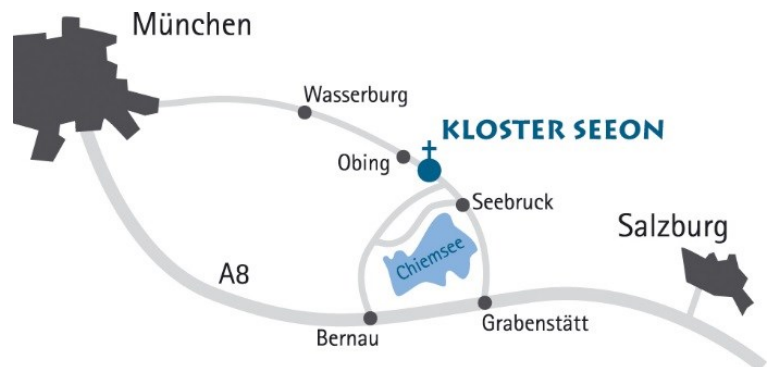 München
Wasserburg
KLOSTER SEEON
Obing
Seebruck
Salzburg
Chiemsee
A8
Bernau
Grabenstätt